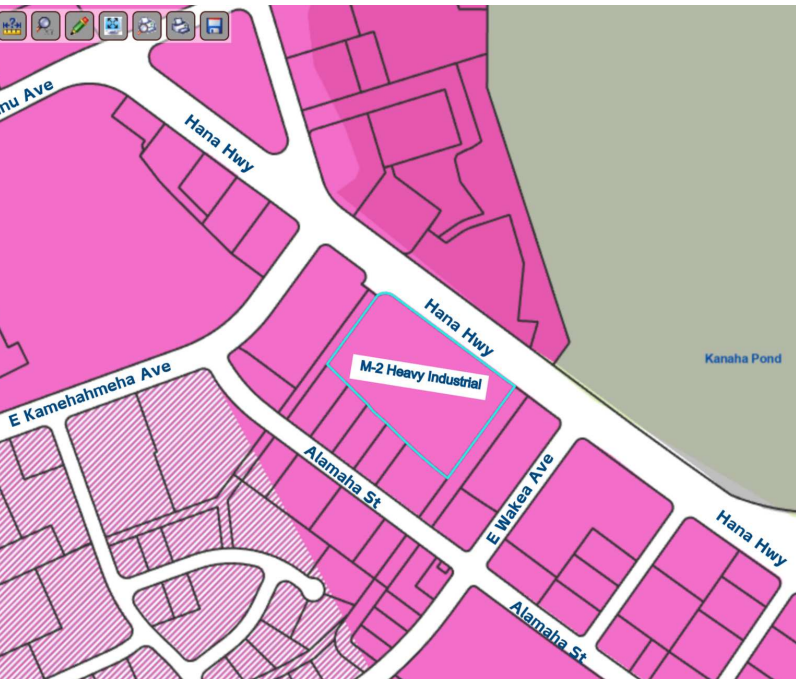 nu Ave
Hana Hwy
Hana Hwy
Kanaha Pond
M-2 Heavy Industrial
E Kamehahmeha Ave
Alamaha St
E Wakea Ave
Hana Hwy
Alamaha St